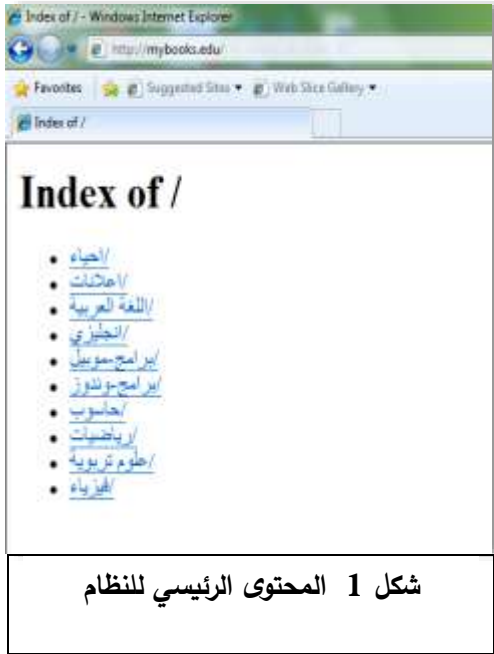 Index of / - Windows Internet Explorer
http://mybooks.edu/
Favorites Suggested Sites Web Slice Gallery
Index of /
Index of /
احياء/
اعلانات/
اللغة العربية/
انجليزي/
برامج-موبيل/
برامج-وندوز/
حاسوب/
رياضيات/
علوم تربوية/
فيزياء/
شكل 1 المحتوى الرئيسي للنظام